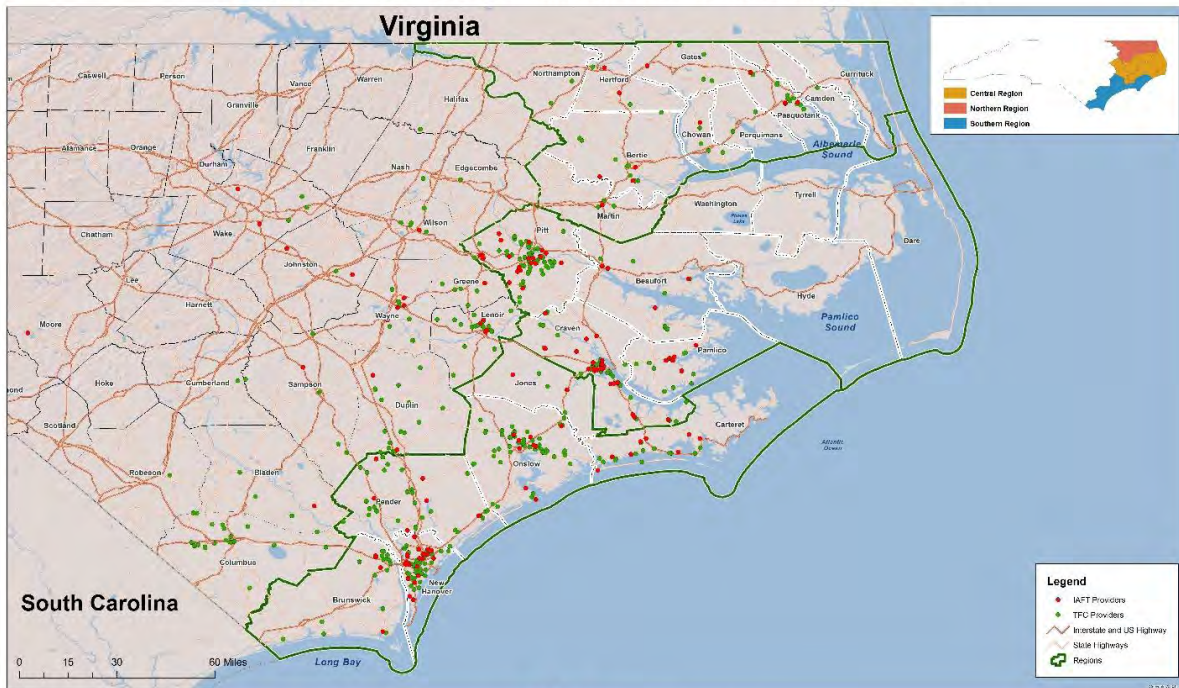 Virginia
Central Region
Northern Region
Southern Region
Caswell
Person
Vance
Warren
Northampton
Hertford
Gates
Currituck
Granville
Halifax
Camden
Pasquotank
Chowan
Perquimans
Albemarle
Sound
Alamance
Orange
Durham
Franklin
Nash
Edgecombe
Bertie
Martin
Washington
Tyrrell
Dare
Chatham
Wake
Wilson
Pitt
Johnston
Greene
Beaufort
Hyde
Lee
Harnett
Wayne
Lenoir
Craven
Pamlico
Sound
Moore
Pamlico
Hoke
Cumberland
Sampson
Jones
Duplin
Carteret
Scotland
Atlantic
Ocean
Robeson
Bladen
Onslow
Pender
Columbus
New
Hanover
Brunswick
South Carolina
Long Bay
0 15 30 60 Miles
Legend
IAFT Providers
TFC Providers
Interstate and US Highway
State Highways
Regions